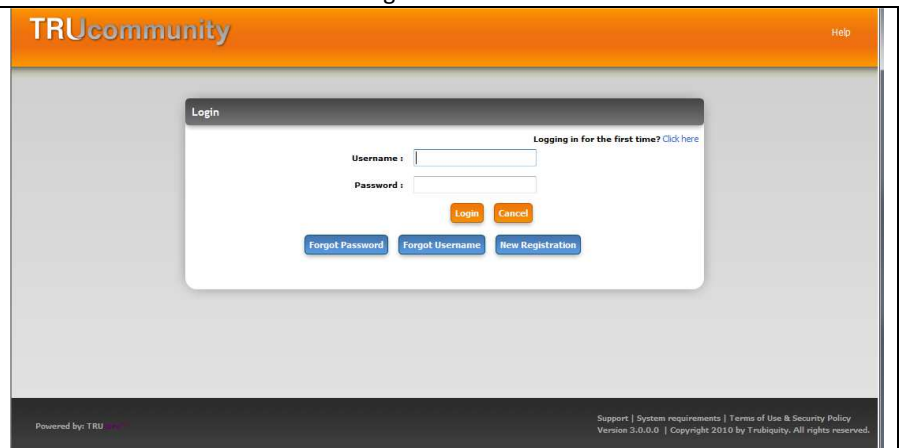 TRUcommunity
Help
Login
Logging in for the first time? Click here
Username :
Password :
Login Cancel
Forgot Password Forgot Username New Registration
Support | System requirements | Terms of Use & Security Policy
Powered by: TRU
Version 3.0.0.0 | Copyright 2010 by Trubiquity. All rights reserved.